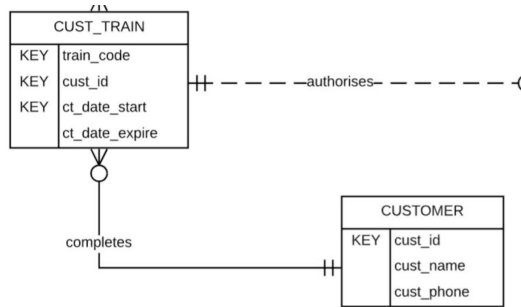 CUST_TRAIN
KEY train_code
KEY cust_id
KEY ct_date_start
ct_date_expire
authorises
completes
CUSTOMER
KEY cust_id
cust_name
cust_phone